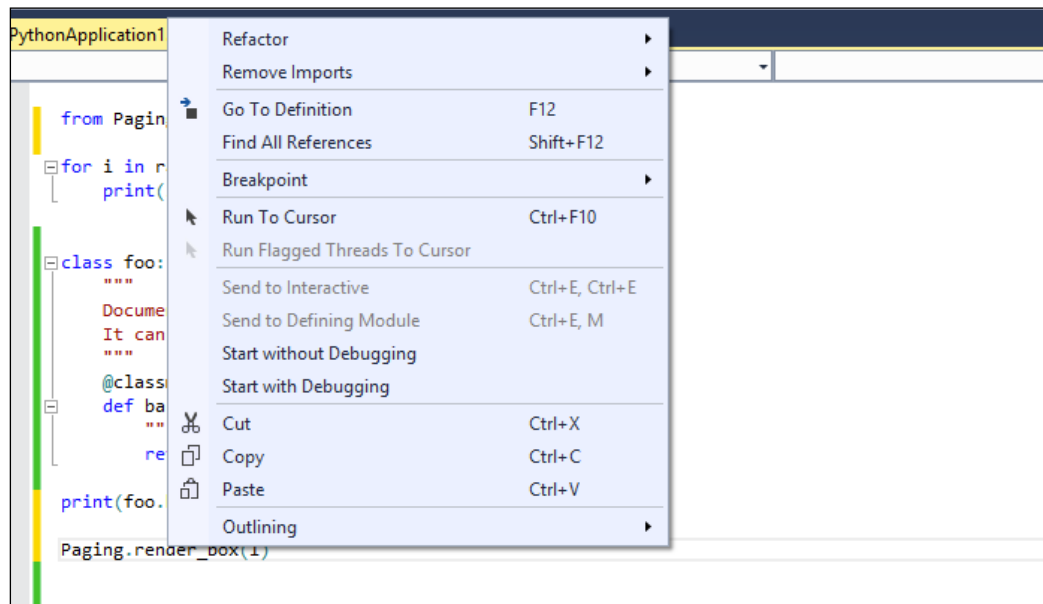 PythonApplication1
Refactor
Remove Imports
Go To Definition F12
Find All References Shift+F12
Breakpoint
Run To Cursor Ctrl+F10
Run Flagged Threads To Cursor
Send to Interactive Ctrl+E, Ctrl+E
Send to Defining Module Ctrl+E, M
Start without Debugging
Start with Debugging
Cut Ctrl+X
Copy Ctrl+C
Paste Ctrl+V
Outlining
from Pagin
for i in r
print(
class foo:
"""
Docume
It can
"""
@class
def ba
""
re
print(foo.
Paging.render_box(1)